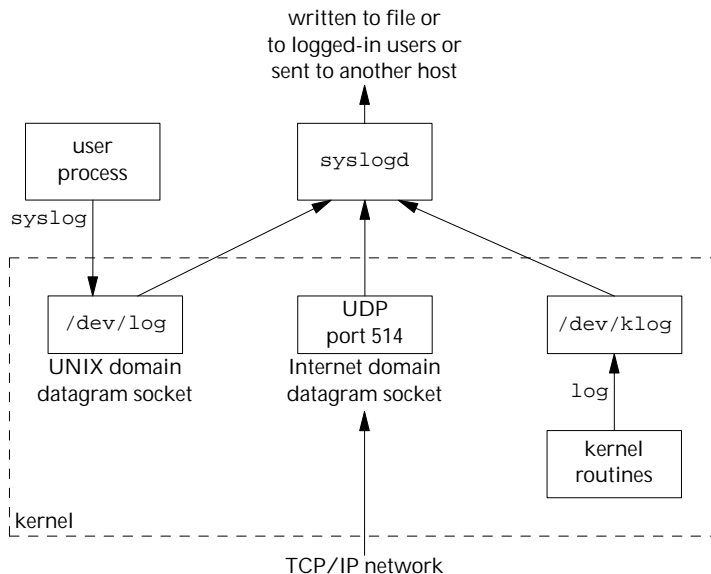 written to file or
to logged-in users or
sent to another host
user
process
syslogd
syslog
/dev/log
UDP
port 514
/dev/klog
UNIX domain
datagram socket
Internet domain
datagram socket
log
kernel
routines
kernel
TCP/IP network